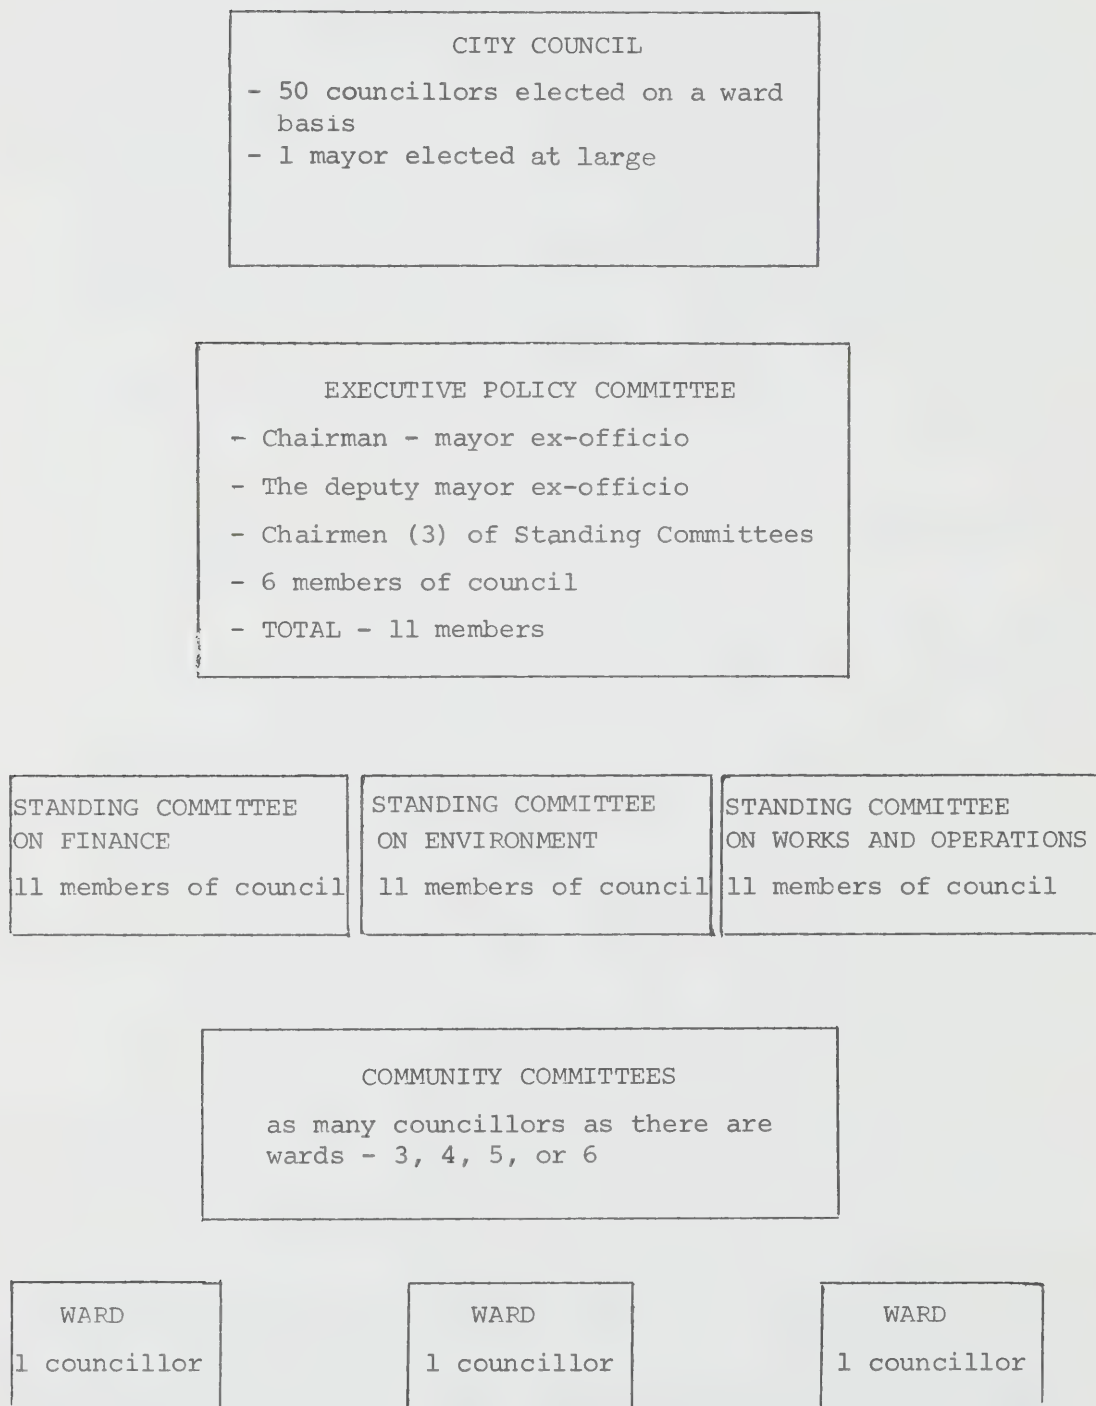 CITY COUNCIL
- 50 councillors elected on a ward
basis
- 1 mayor elected at large
EXECUTIVE POLICY COMMITTEE
- Chairman - mayor ex-officio
- The deputy mayor ex-officio
- Chairmen (3) of Standing Committees
- 6 members of council
- TOTAL - 11 members
STANDING COMMITTEE
ON FINANCE
11 members of council
STANDING COMMITTEE
ON ENVIRONMENT
11 members of council
STANDING COMMITTEE
ON WORKS AND OPERATIONS
11 members of council
COMMUNITY COMMITTEES
as many councillors as there are
wards - 3, 4, 5, or 6
WARD
1 councillor
WARD
1 councillor
WARD
1 councillor